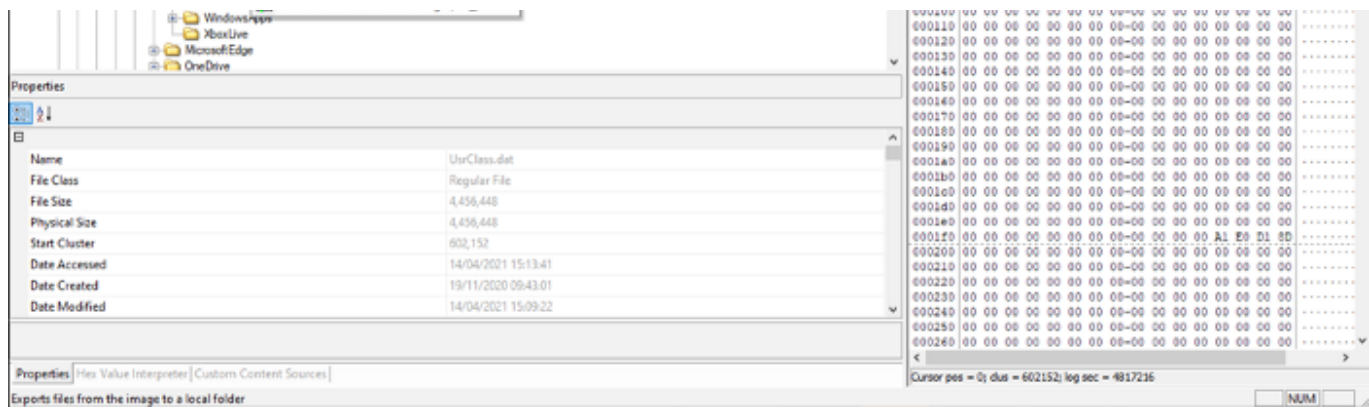 WindowsApps
XboxLive
MicrosoftEdge
OneDrive
Properties
Name UsrClass.dat
File Class Regular File
File Size 4,456,448
Physical Size 4,456,448
Start Cluster 602,152
Date Accessed 14/04/2021 15:13:41
Date Created 19/11/2020 09:43:01
Date Modified 14/04/2021 15:09:22
Properties Hex Value Interpreter Custom Content Sources
Exports files from the image to a local folder
000110 00 00 00 00 00 00 00 00-00 00 00 00 00 00 00 00 ................
000120 00 00 00 00 00 00 00 00-00 00 00 00 00 00 00 00
000130 00 00 00 00 00 00 00 00-00 00 00 00 00 00 00 00
000140 00 00 00 00 00 00 00 00-00 00 00 00 00 00 00 00
000150 00 00 00 00 00 00 00 00-00 00 00 00 00 00 00 00
000160 00 00 00 00 00 00 00 00-00 00 00 00 00 00 00 00
000170 00 00 00 00 00 00 00 00-00 00 00 00 00 00 00 00
000180 00 00 00 00 00 00 00 00-00 00 00 00 00 00 00 00
000190 00 00 00 00 00 00 00 00-00 00 00 00 00 00 00 00
0001a0 00 00 00 00 00 00 00 00-00 00 00 00 00 00 00 00
0001b0 00 00 00 00 00 00 00 00-00 00 00 00 00 00 00 00
0001c0 00 00 00 00 00 00 00 00-00 00 00 00 00 00 00 00
0001d0 00 00 00 00 00 00 00 00-00 00 00 00 00 00 00 00
0001e0 00 00 00 00 00 00 00 00-00 00 00 00 00 00 00 00
0001f0 00 00 00 00 00 00 00 00-00 00 00 00 A1 E0 D1 8D
000200 00 00 00 00 00 00 00 00-00 00 00 00 00 00 00 00
000210 00 00 00 00 00 00 00 00-00 00 00 00 00 00 00 00
000220 00 00 00 00 00 00 00 00-00 00 00 00 00 00 00 00
000230 00 00 00 00 00 00 00 00-00 00 00 00 00 00 00 00
000240 00 00 00 00 00 00 00 00-00 00 00 00 00 00 00 00
000250 00 00 00 00 00 00 00 00-00 00 00 00 00 00 00 00
000260 00 00 00 00 00 00 00 00-00 00 00 00 00 00 00 00
Cursor pos = 0; clus = 602152; log sec = 4817216
NUM